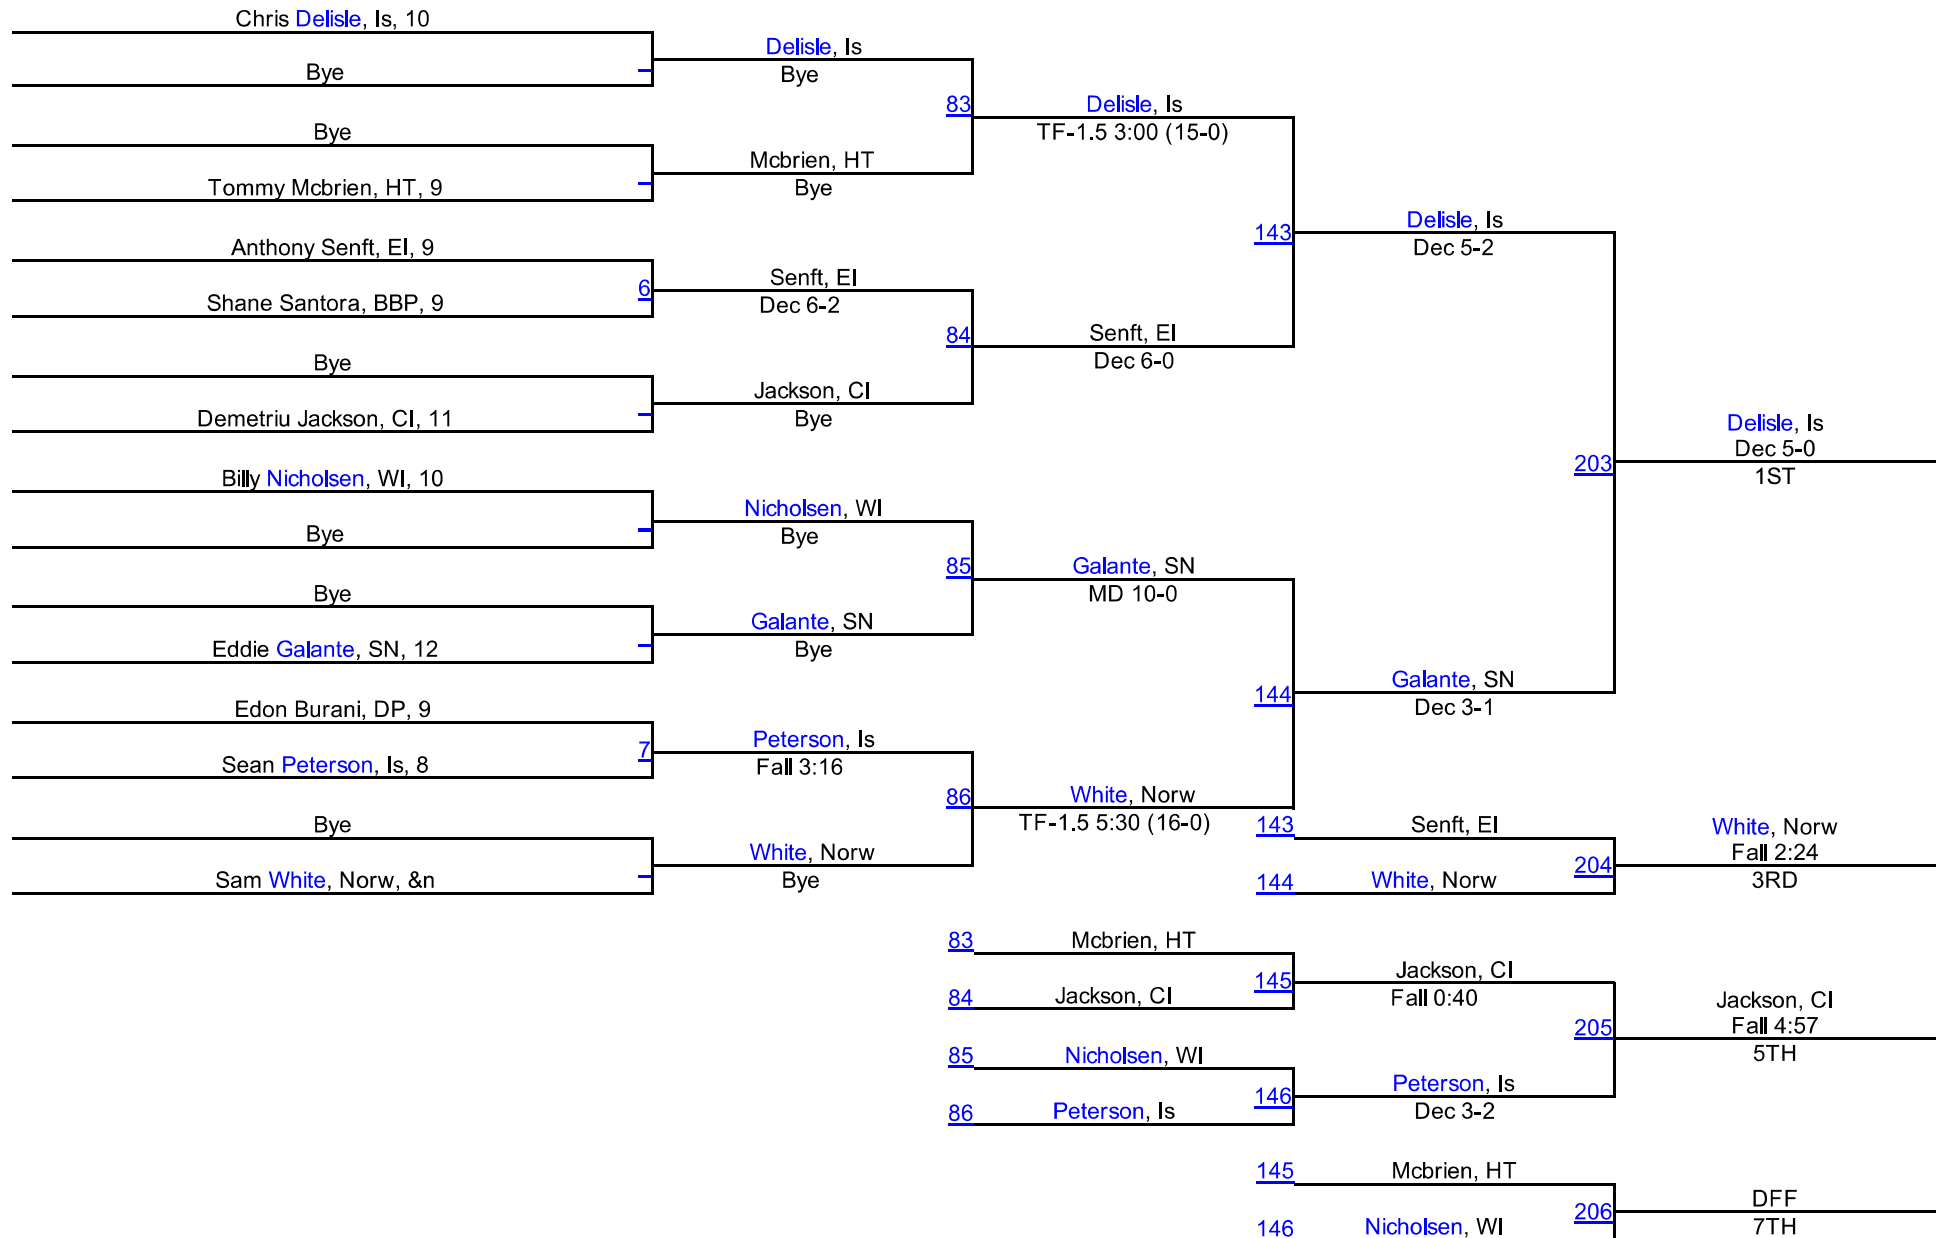 Chris Delisle, Is, 10
Bye
Bye
Tommy Mcbrien, HT, 9
Anthony Senft, EI, 9
6
Shane Santora, BBP, 9
Bye
Demetriu Jackson, CI, 11
Billy Nicholsen, WI, 10
Bye
Bye
Eddie Galante, SN, 12
Edon Burani, DP, 9
7
Sean Peterson, Is, 8
Bye
Sam White, Norw, &n
Delisle, Is
Bye
83
Mcbrien, HT
Bye
Senft, EI
Dec 6-2
84
Jackson, CI
Bye
Nicholsen, WI
Bye
85
Galante, SN
Bye
Peterson, Is
Fall 3:16
86
White, Norw
Bye
Delisle, Is
TF-1.5 3:00 (15-0)
143
Senft, EI
Dec 6-0
Galante, SN
MD 10-0
144
White, Norw
TF-1.5 5:30 (16-0)
Delisle, Is
Dec 5-2
203
Galante, SN
Dec 3-1
Delisle, Is
Dec 5-0
1ST
143
Senft, EI
204
144
White, Norw
White, Norw
Fall 2:24
3RD
83
Mcbrien, HT
145
84
Jackson, CI
85
Nicholsen, WI
146
86
Peterson, Is
Jackson, CI
Fall 0:40
205
Peterson, Is
Dec 3-2
Jackson, CI
Fall 4:57
5TH
145
Mcbrien, HT
206
146
Nicholsen, WI
DFF
7TH